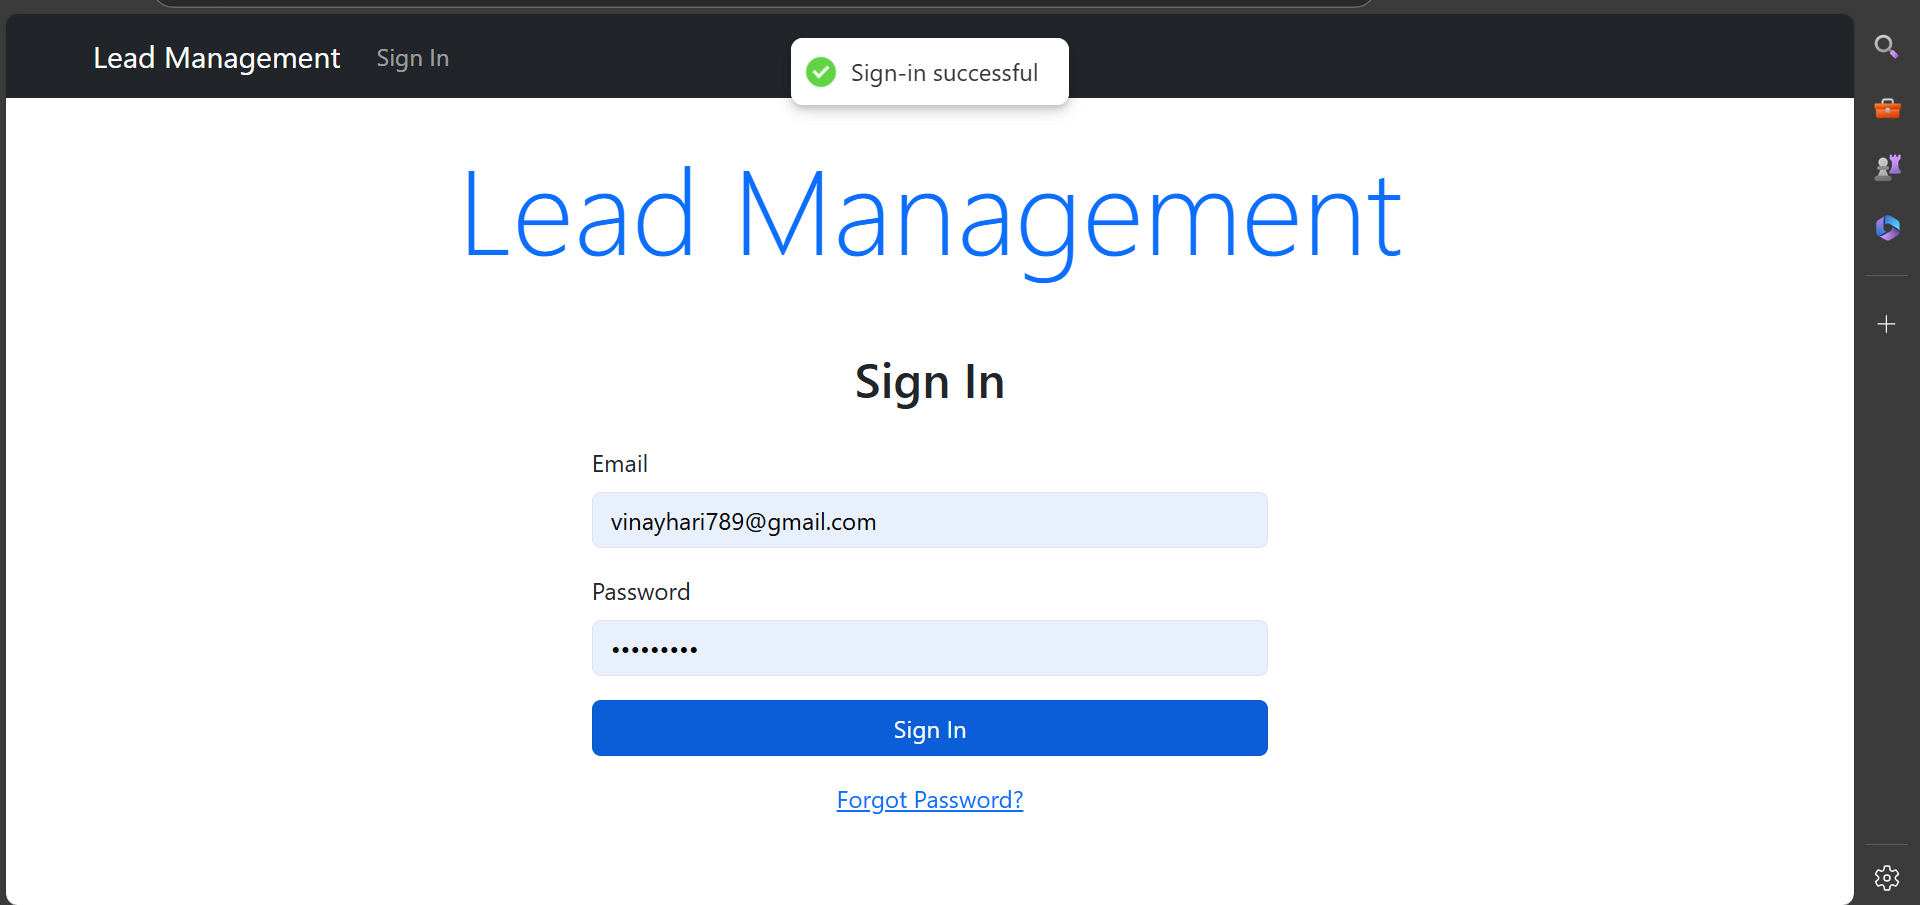 Lead Management
Sign In
Sign-in successful
Lead Management
Sign In
Email
vinayhari789@gmail.com
Password
•••••••••
Sign In
Forgot Password?